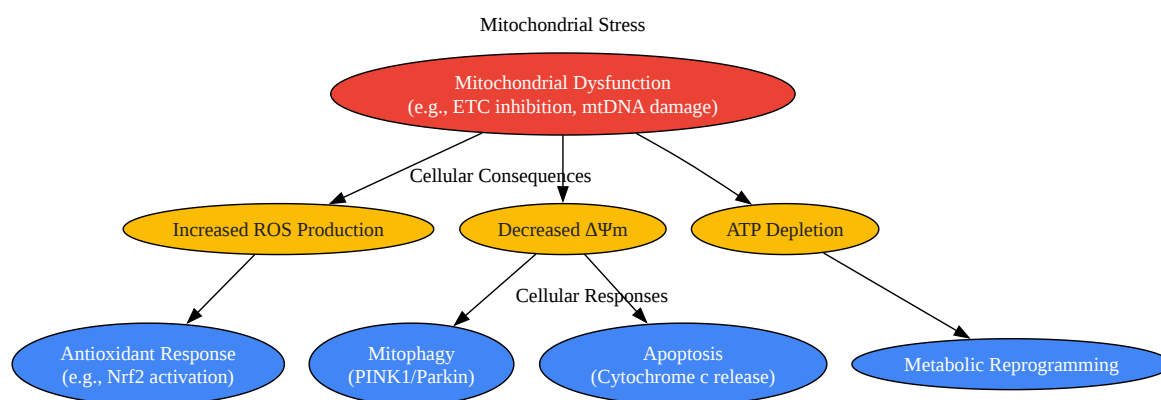 Mitochondrial Stress
Mitochondrial Dysfunction
(e.g., ETC inhibition, mtDNA damage)
Cellular Consequences
Increased ROS Production
Decreased ΔΨm
ATP Depletion
Cellular Responses
Antioxidant Response
(e.g., Nrf2 activation)
Mitophagy
(PINK1/Parkin)
Apoptosis
(Cytochrome c release)
Metabolic Reprogramming